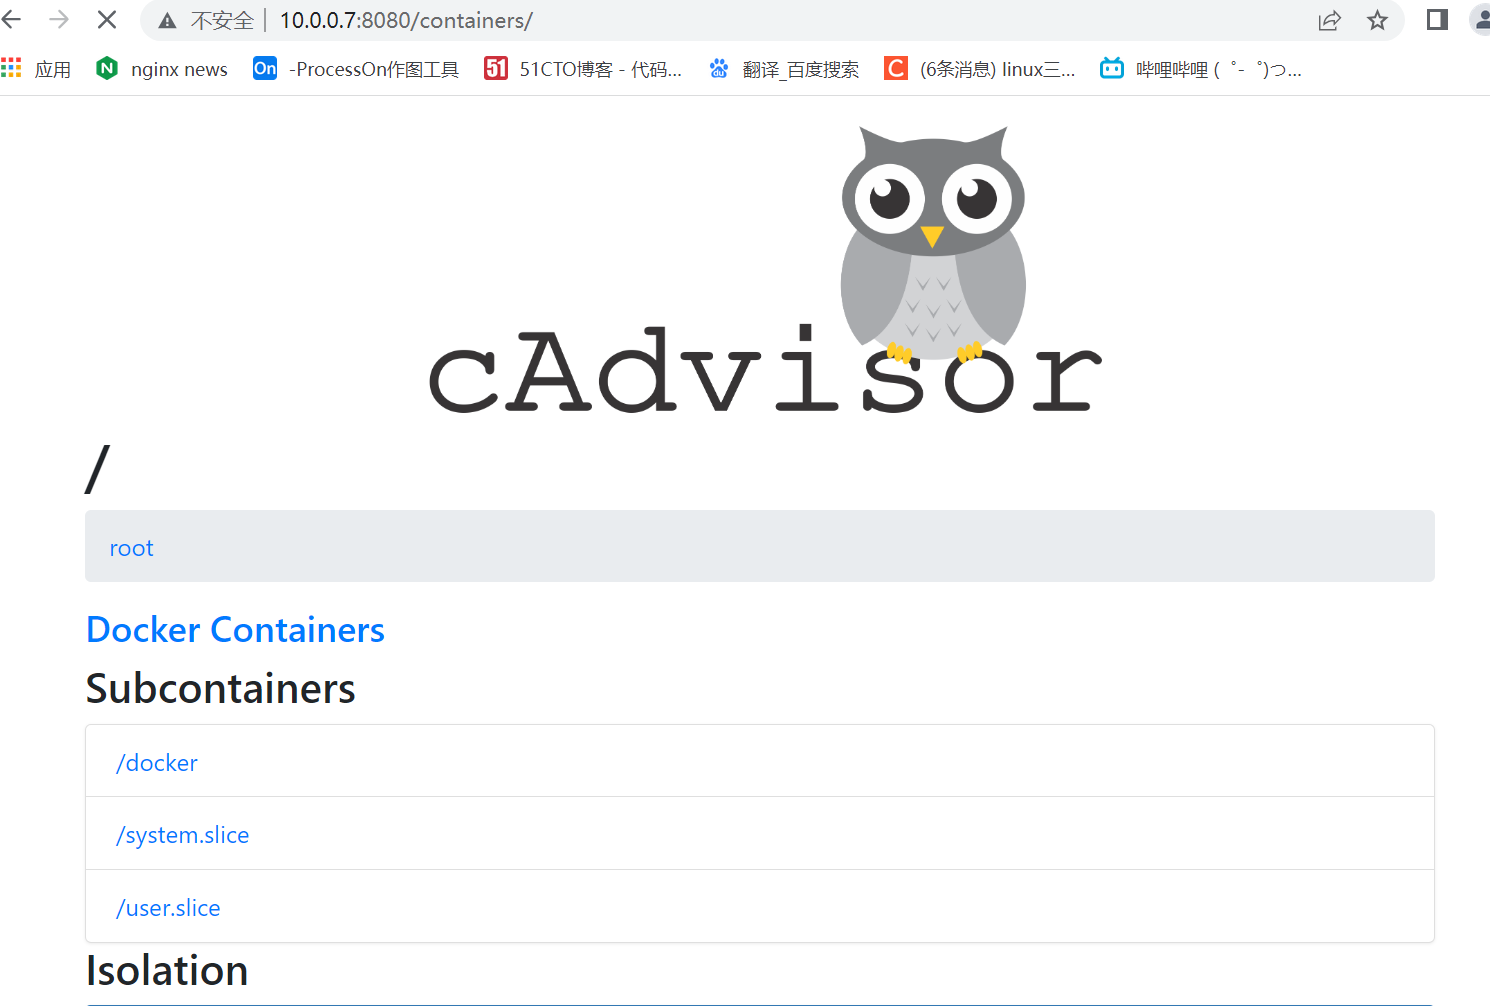 不安全 10.0.0.7:8080/containers/
应用 nginx news On -ProcessOn作图工具 51 51CTO博客 - 代码... du 翻译_百度搜索 C (6条消息) linux三... 哔哩哔哩 (゜-゜)つ...
cAdvisor
/
root
Docker Containers
Subcontainers
/docker
/system.slice
/user.slice
Isolation